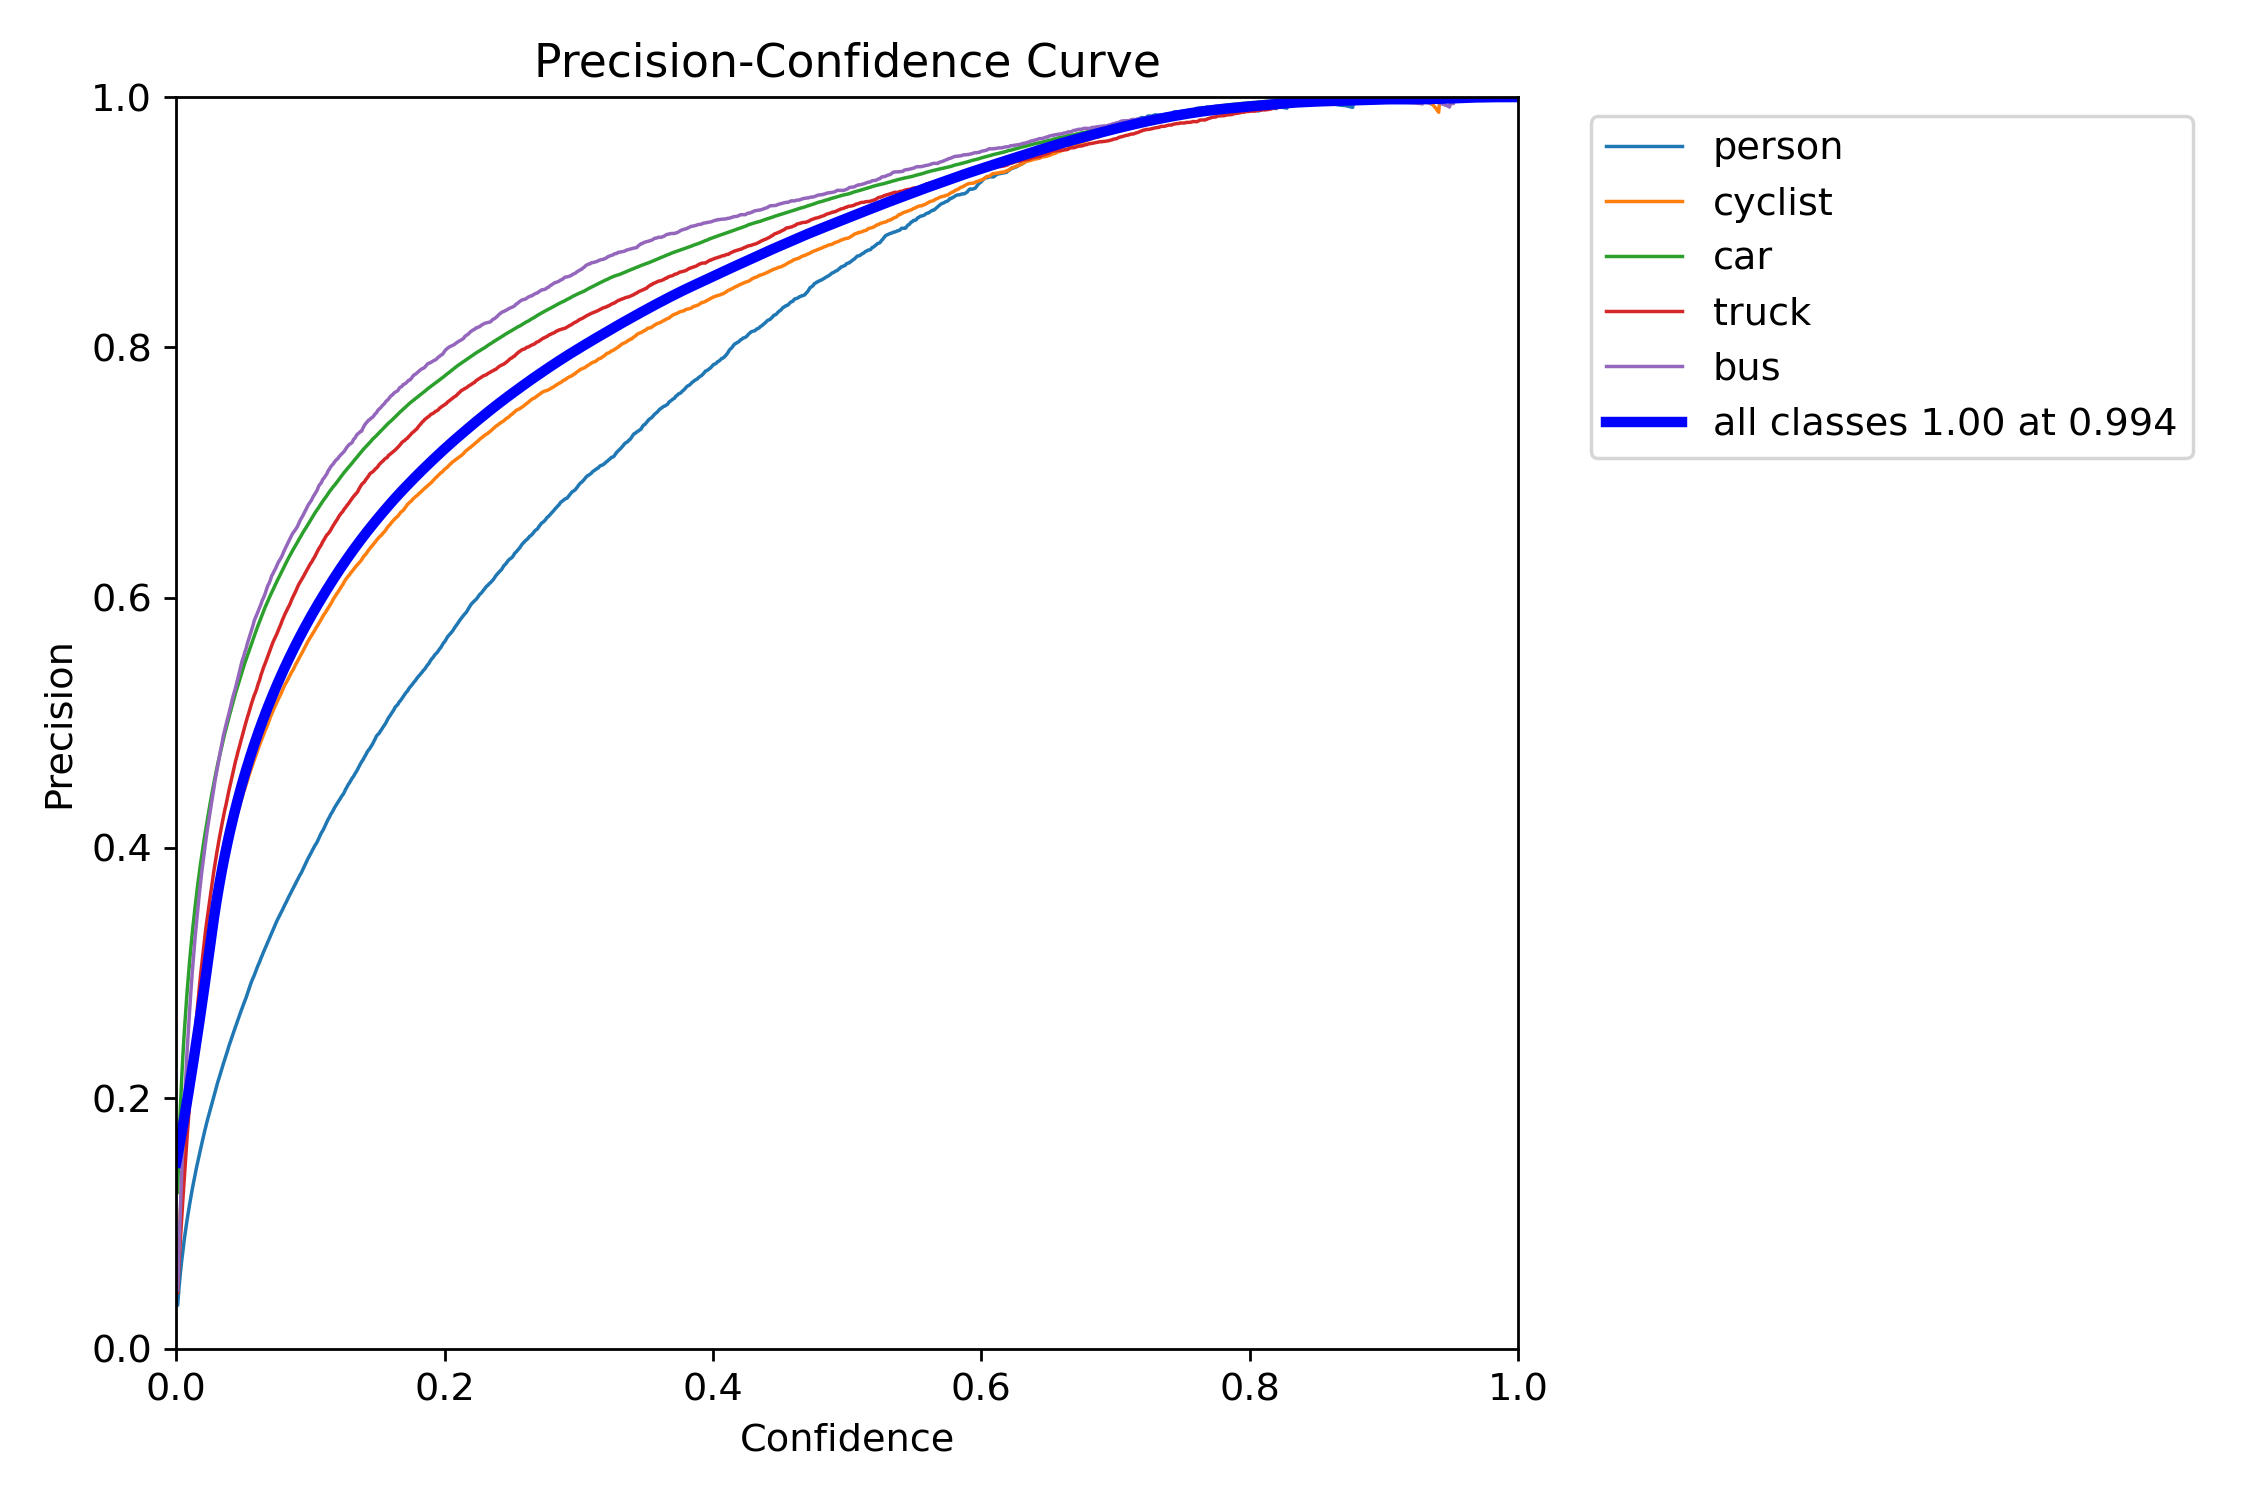 Precision-Confidence Curve
1.0
0.8
0.6
0.4
0.2
0.0
Precision
0.0 0.2 0.4 0.6 0.8 1.0
Confidence
person
cyclist
car
truck
bus
all classes 1.00 at 0.994